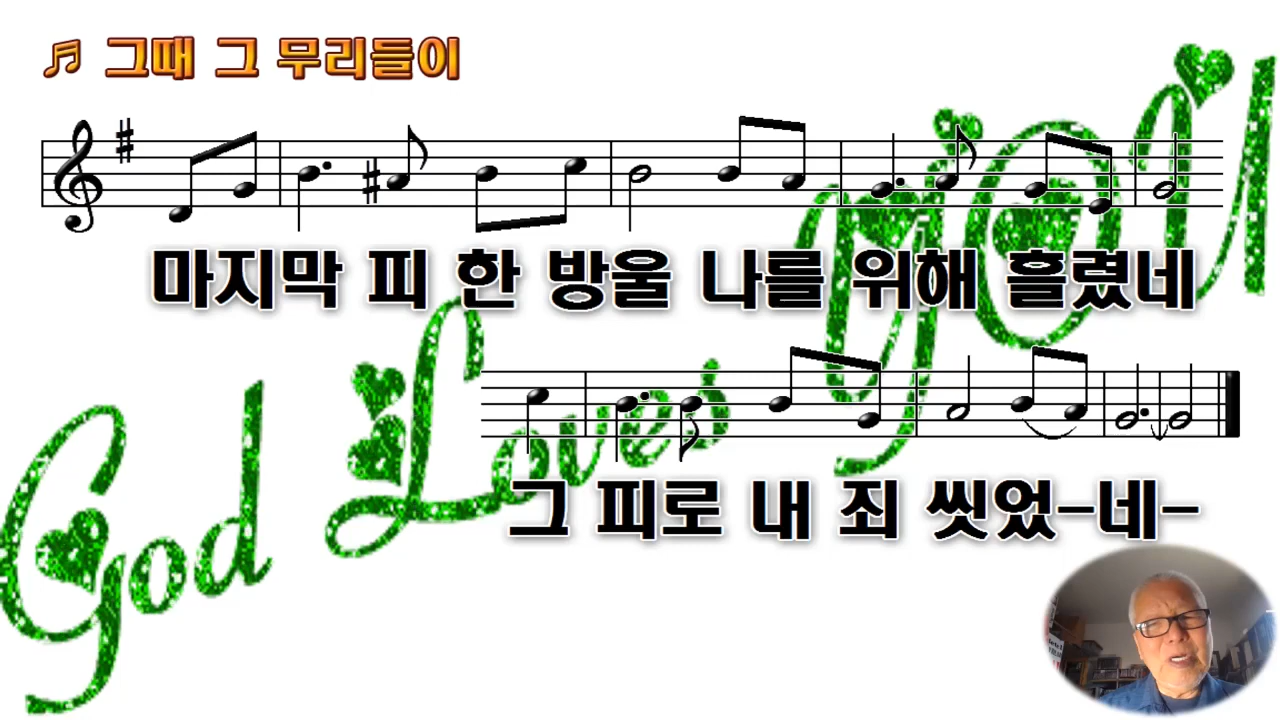 ♬ 그때 그 무리들이
마지막 피 한 방울 나를 위해 흘렸네
그 피로 내 죄 씻었-네-
God Loves YOU